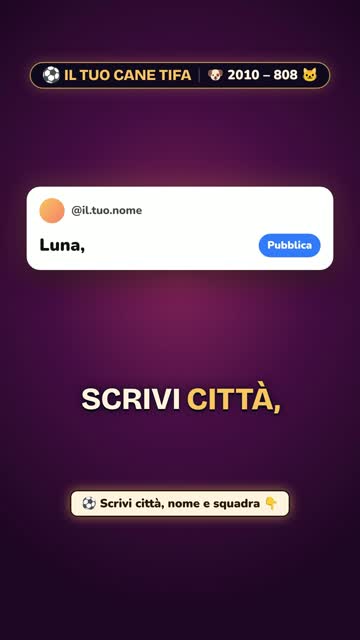 ⚽ IL TUO CANE TIFA | 🐶 2010 – 808 🐱
@il.tuo.nome
Luna,
Pubblica
SCRIVI CITTÀ,
⚽ Scrivi città, nome e squadra 👇